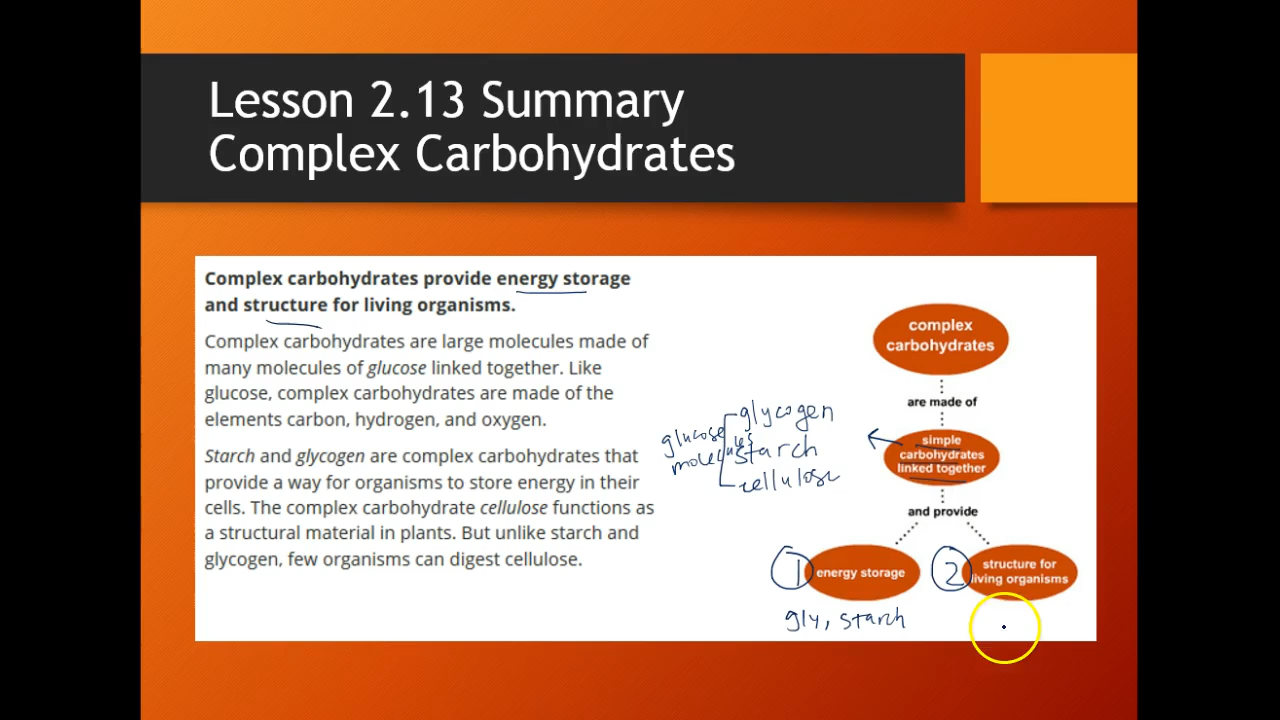 Lesson 2.13 Summary
Complex Carbohydrates
Complex carbohydrates provide energy storage
and structure for living organisms.
Complex carbohydrates are large molecules made of
many molecules of glucose linked together. Like
glucose, complex carbohydrates are made of the
elements carbon, hydrogen, and oxygen.
Starch and glycogen are complex carbohydrates that
provide a way for organisms to store energy in their
cells. The complex carbohydrate cellulose functions as
a structural material in plants. But unlike starch and
glycogen, few organisms can digest cellulose.
complex
carbohydrates
are made of
simple
carbohydrates
linked together
glucose
molecules
glycogen
starch
cellulose
and provide
1
energy storage
2
structure for
living organisms
gly, starch